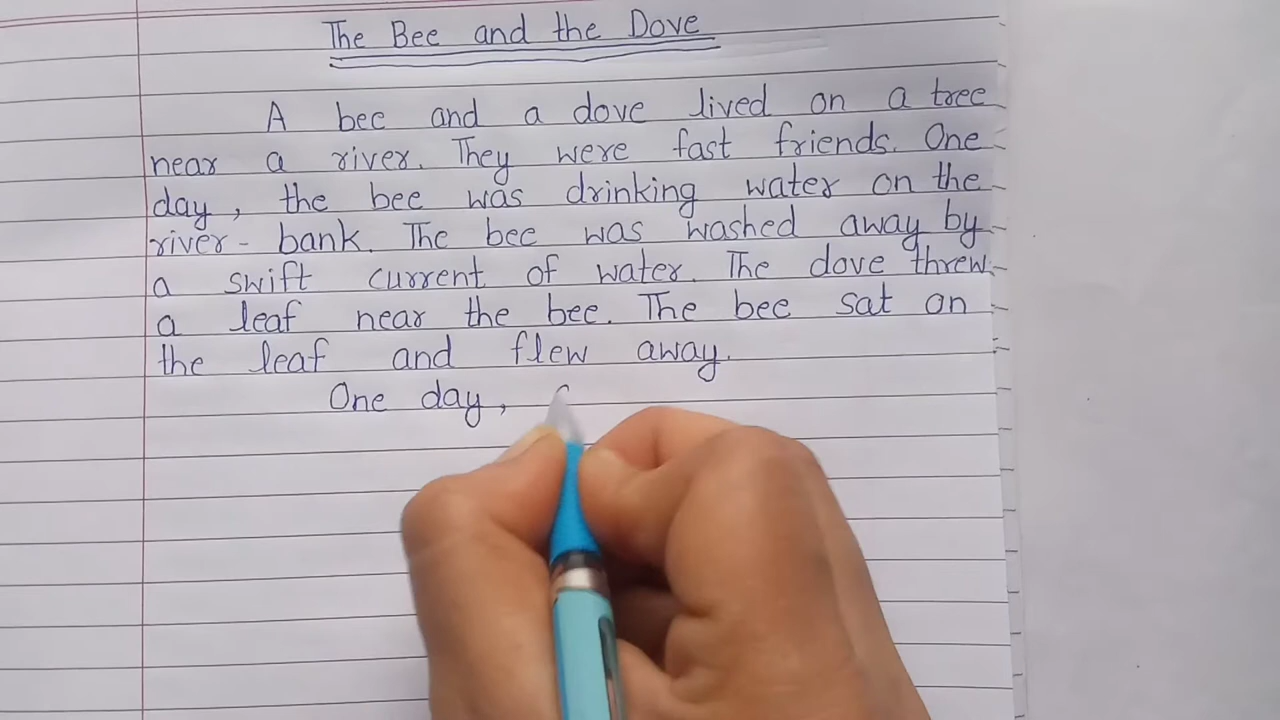 The Bee and the Dove
A bee and a dove lived on a tree
near a river. They were fast friends. One
day, the bee was drinking water on the
river-bank. The bee was washed away by
a swift current of water. The dove threw
a leaf near the bee. The bee sat on
the leaf and flew away.
One day,